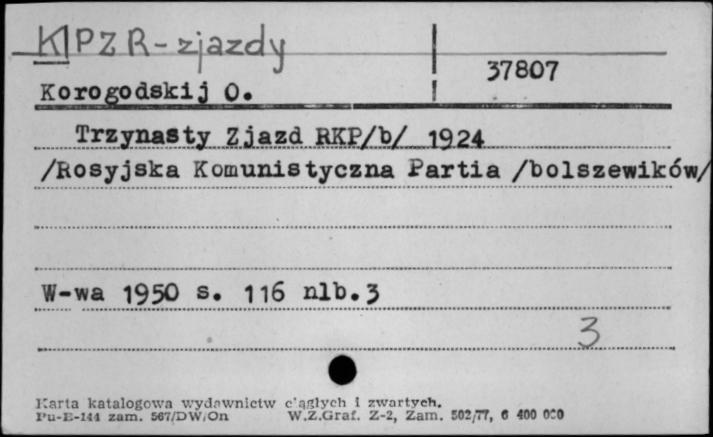 KPZR - zjazdy
37807
Korogodskij O.
Trzynasty Zjazd RKP/b/ 1924
/Rosyjska Komunistyczna Partia /bolszewików/
W-wa 1950 s. 116 nlb.3
3
Karta katalogowa wydawnictw ciągłych i zwartych.
Pu-E-144 zam. 567/DW/On W.Z.Graf. Z-2, Zam. 502/77, 6 400 000